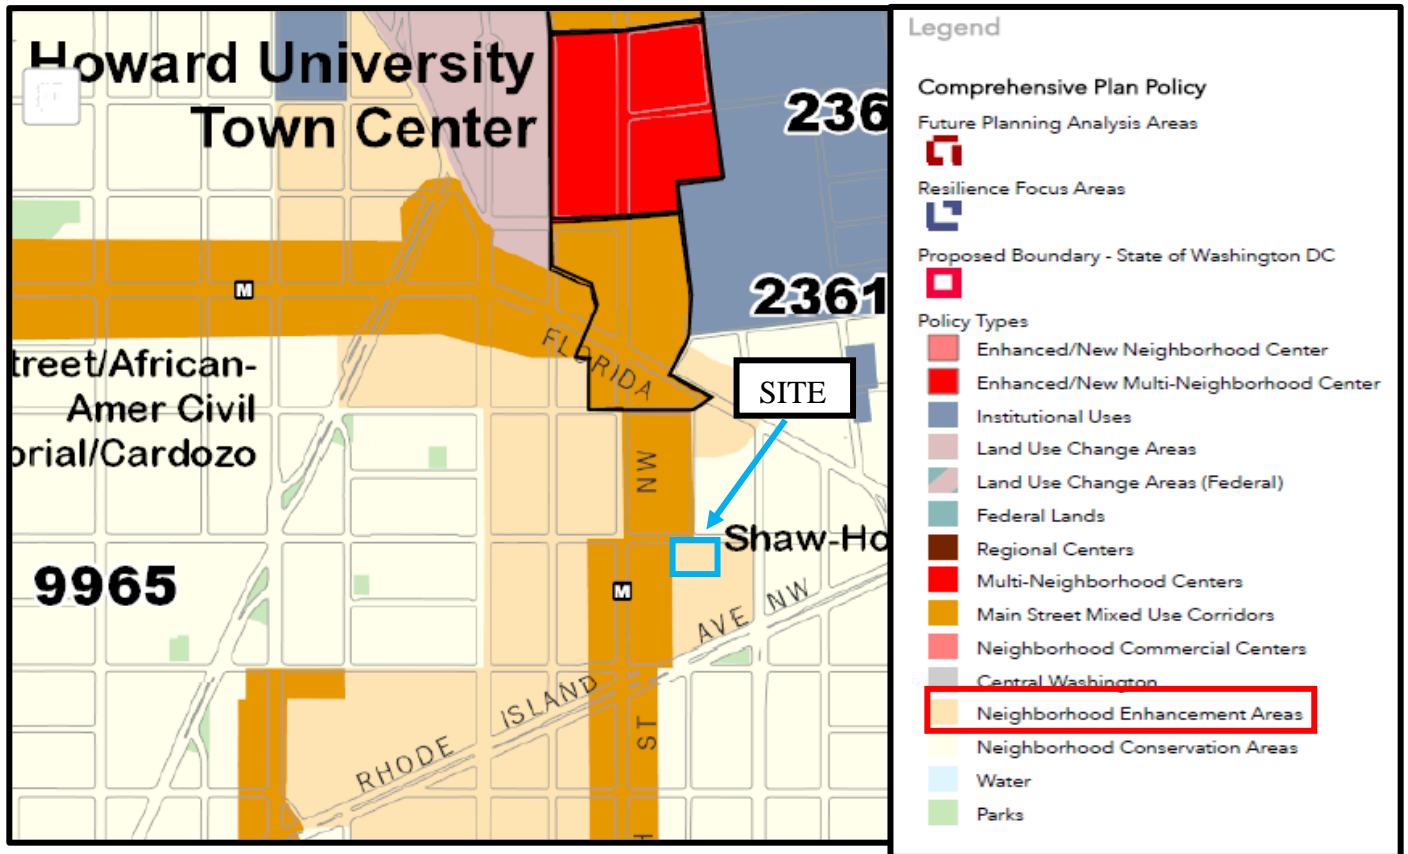 Howard University
Town Center
236
2361
FLORIDA
SITE
treet/African-
Amer Civil
orial/Cardozo
NW
M
Shaw-Ho
9965
M
RHODE ISLAND AVE NW
ST
H
Legend
Comprehensive Plan Policy
Future Planning Analysis Areas
Resilience Focus Areas
Proposed Boundary - State of Washington DC
Policy Types
Enhanced/New Neighborhood Center
Enhanced/New Multi-Neighborhood Center
Institutional Uses
Land Use Change Areas
Land Use Change Areas (Federal)
Federal Lands
Regional Centers
Multi-Neighborhood Centers
Main Street Mixed Use Corridors
Neighborhood Commercial Centers
Central Washington
Neighborhood Enhancement Areas
Neighborhood Conservation Areas
Water
Parks